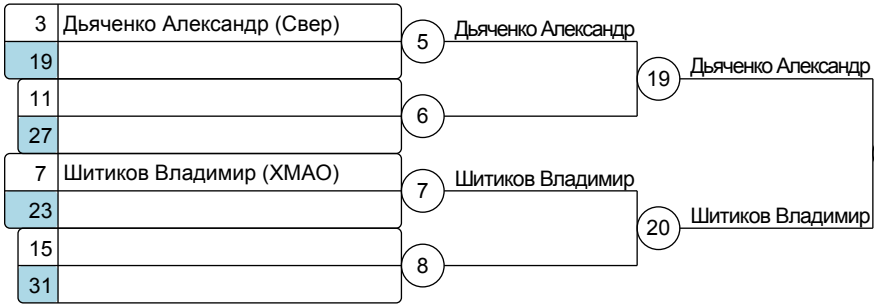 3 Дьяченко Александр (Свер)
5 Дьяченко Александр
19
19 Дьяченко Александр
11
6
27
7 Шитиков Владимир (ХМАО)
7 Шитиков Владимир
23
20 Шитиков Владимир
15
8
31